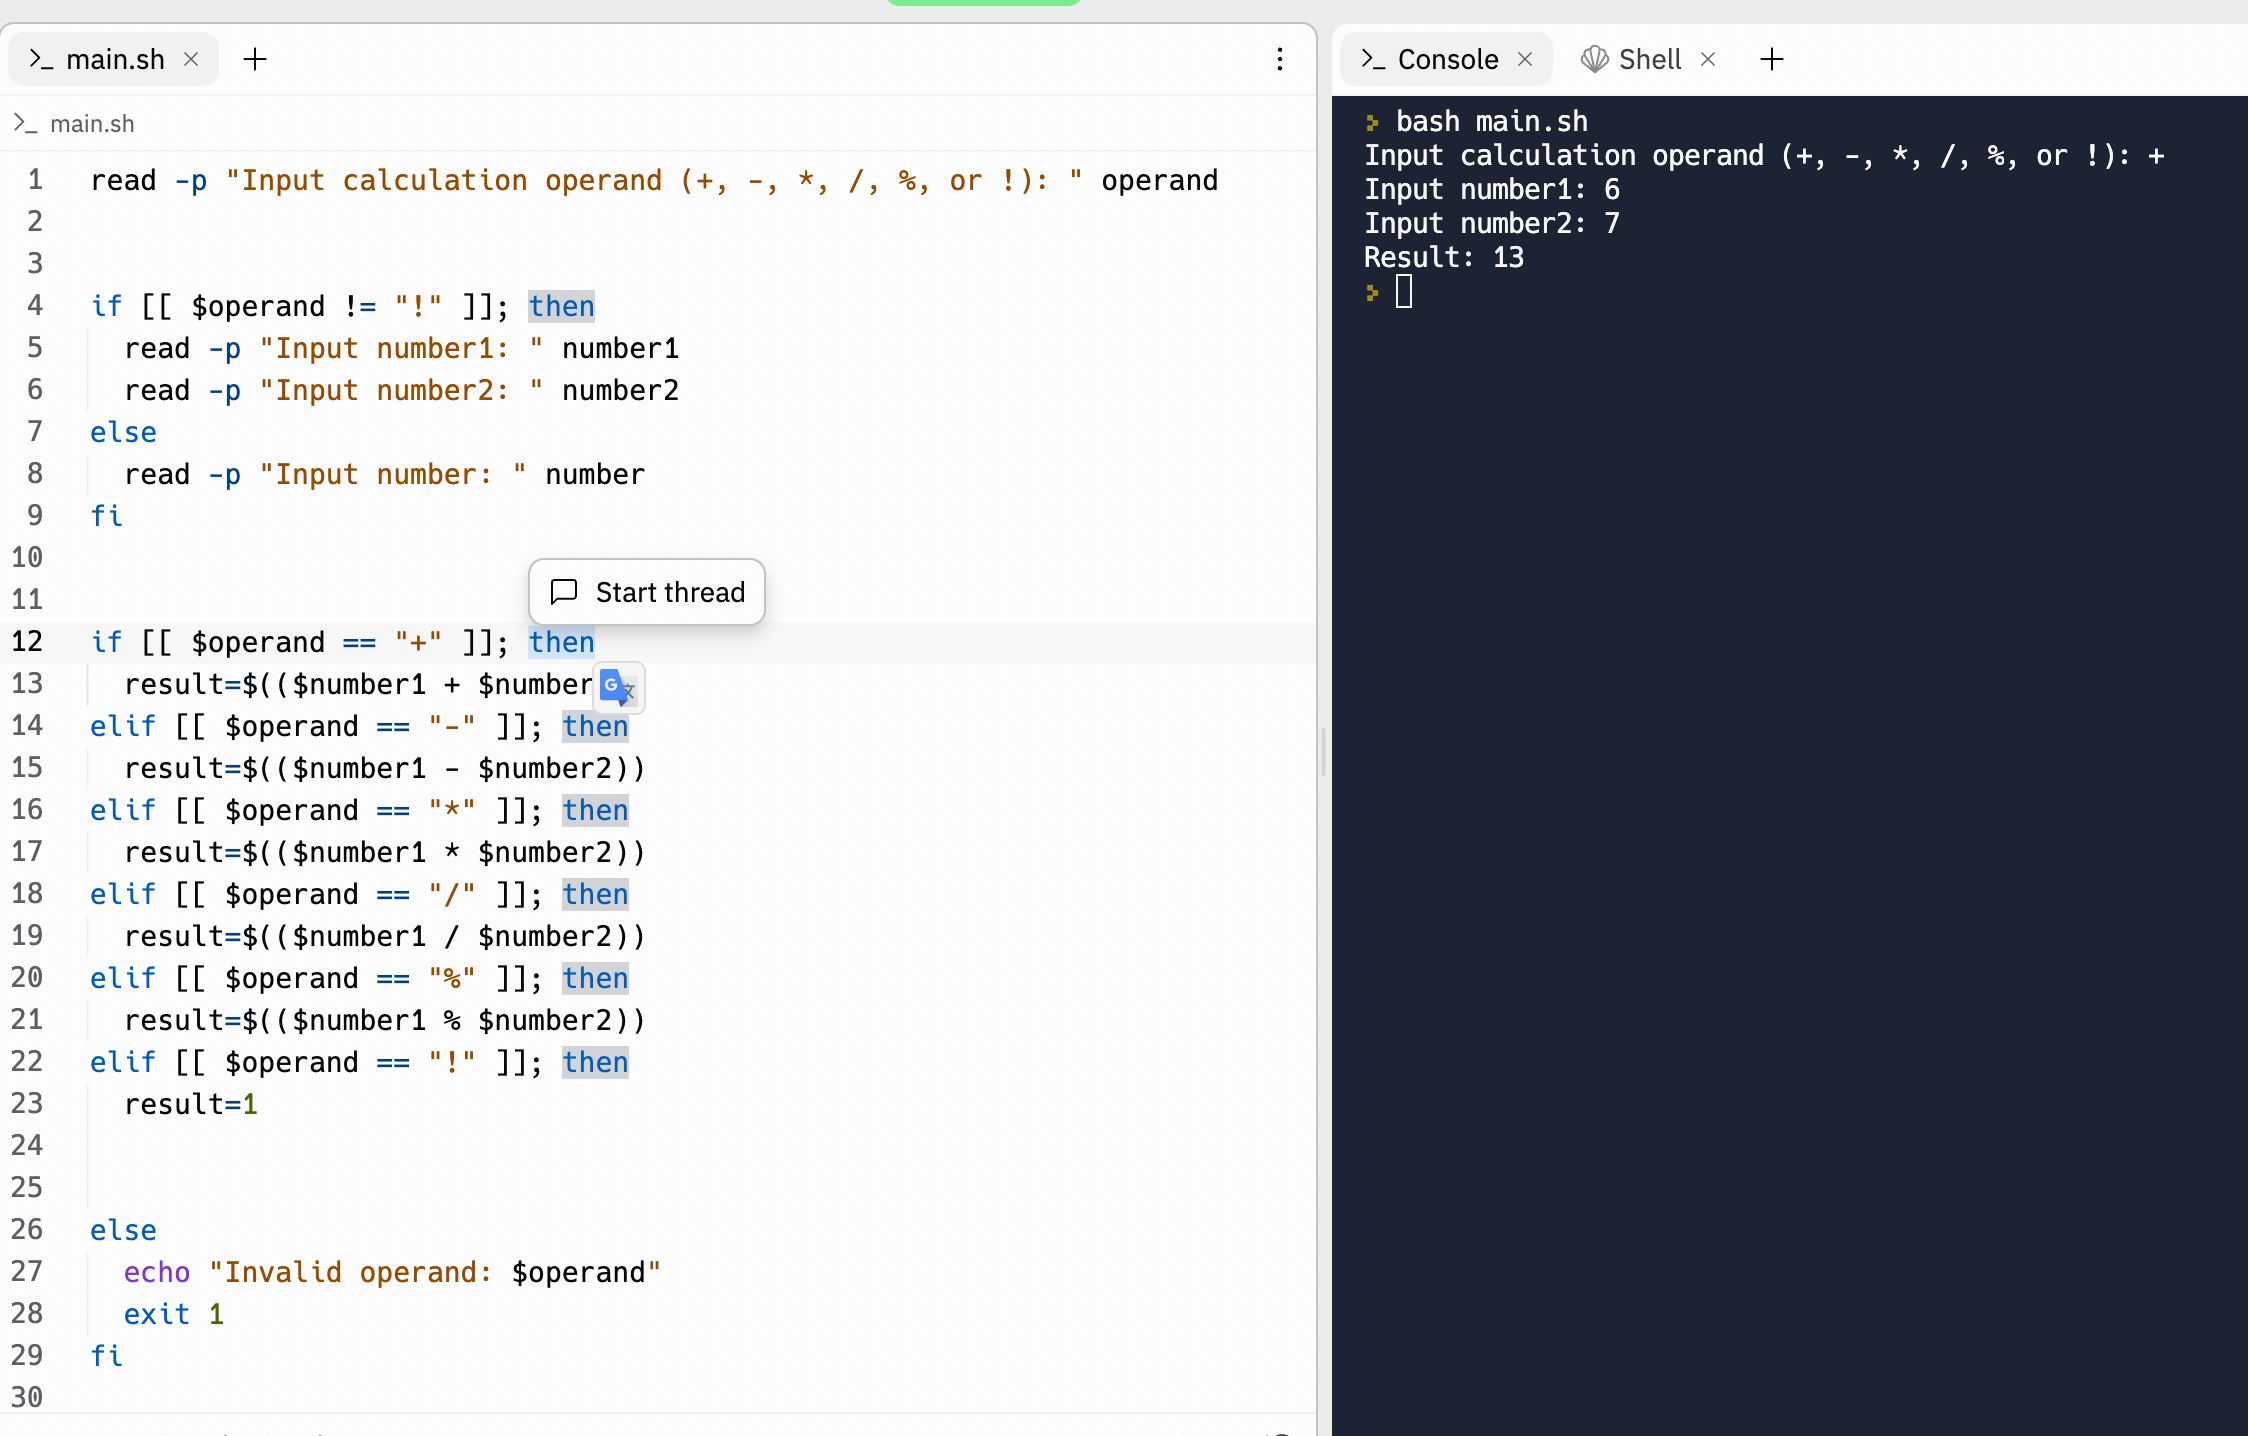 main.sh
main.sh
1 read -p "Input calculation operand (+, -, *, /, %, or !): " operand
2
3
4 if [[ $operand != "!" ]]; then
5 read -p "Input number1: " number1
6 read -p "Input number2: " number2
7 else
8 read -p "Input number: " number
9 fi
10
11
Start thread
12 if [[ $operand == "+" ]]; then
13 result=$(($number1 + $number
14 elif [[ $operand == "-" ]]; then
15 result=$(($number1 - $number2))
16 elif [[ $operand == "*" ]]; then
17 result=$(($number1 * $number2))
18 elif [[ $operand == "/" ]]; then
19 result=$(($number1 / $number2))
20 elif [[ $operand == "%" ]]; then
21 result=$(($number1 % $number2))
22 elif [[ $operand == "!" ]]; then
23 result=1
24
25
26 else
27 echo "Invalid operand: $operand"
28 exit 1
29 fi
30
Console
Shell
bash main.sh
Input calculation operand (+, -, *, /, %, or !): +
Input number1: 6
Input number2: 7
Result: 13